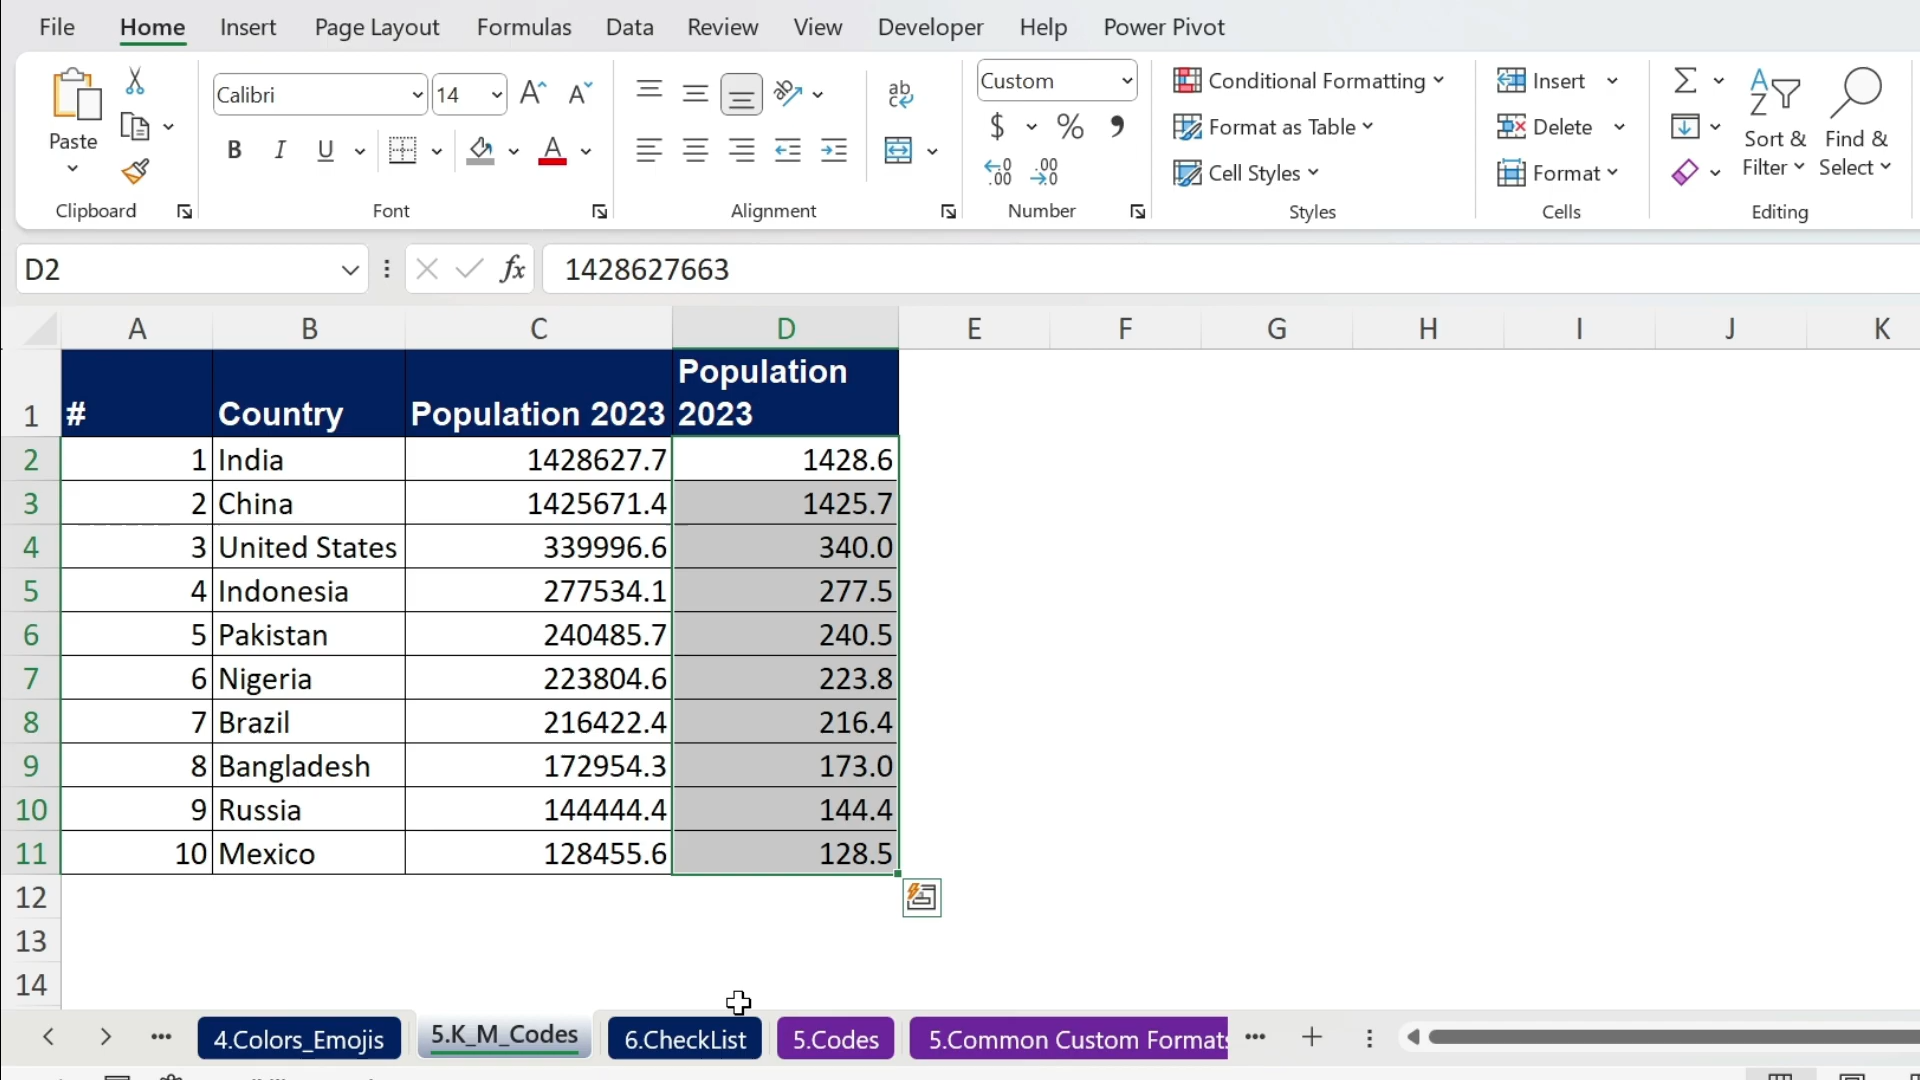 File Home Insert Page Layout Formulas Data Review View Developer Help Power Pivot
Paste
Clipboard
Calibri 14
B I U A
Font
ab
Alignment
Custom
$ % ,
Number
Conditional Formatting
Format as Table
Cell Styles
Styles
Insert
Delete
Format
Cells
Sort & Filter
Find & Select
Editing
D2 fx 1428627663
A B C D E F G H I J K
1 # Country Population 2023 Population 2023
2 1 India 1428627.7 1428.6
3 2 China 1425671.4 1425.7
4 3 United States 339996.6 340.0
5 4 Indonesia 277534.1 277.5
6 5 Pakistan 240485.7 240.5
7 6 Nigeria 223804.6 223.8
8 7 Brazil 216422.4 216.4
9 8 Bangladesh 172954.3 173.0
10 9 Russia 144444.4 144.4
11 10 Mexico 128455.6 128.5
12
13
14
4.Colors_Emojis 5.K_M_Codes 6.CheckList 5.Codes 5.Common Custom Formats